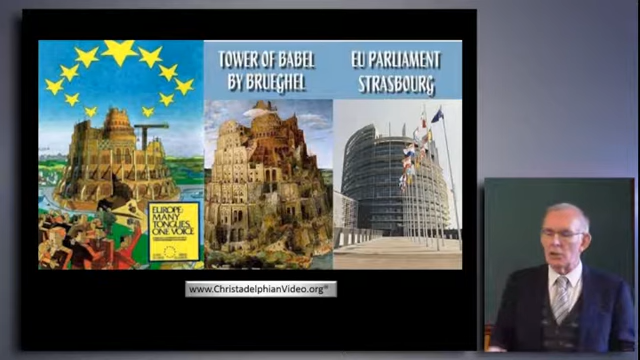 EUROPE:
MANY
TONGUES
ONE VOICE
TOWER OF BABEL
BY BRUEGHEL
EU PARLIAMENT
STRASBOURG
www.ChristadelphianVideo.org